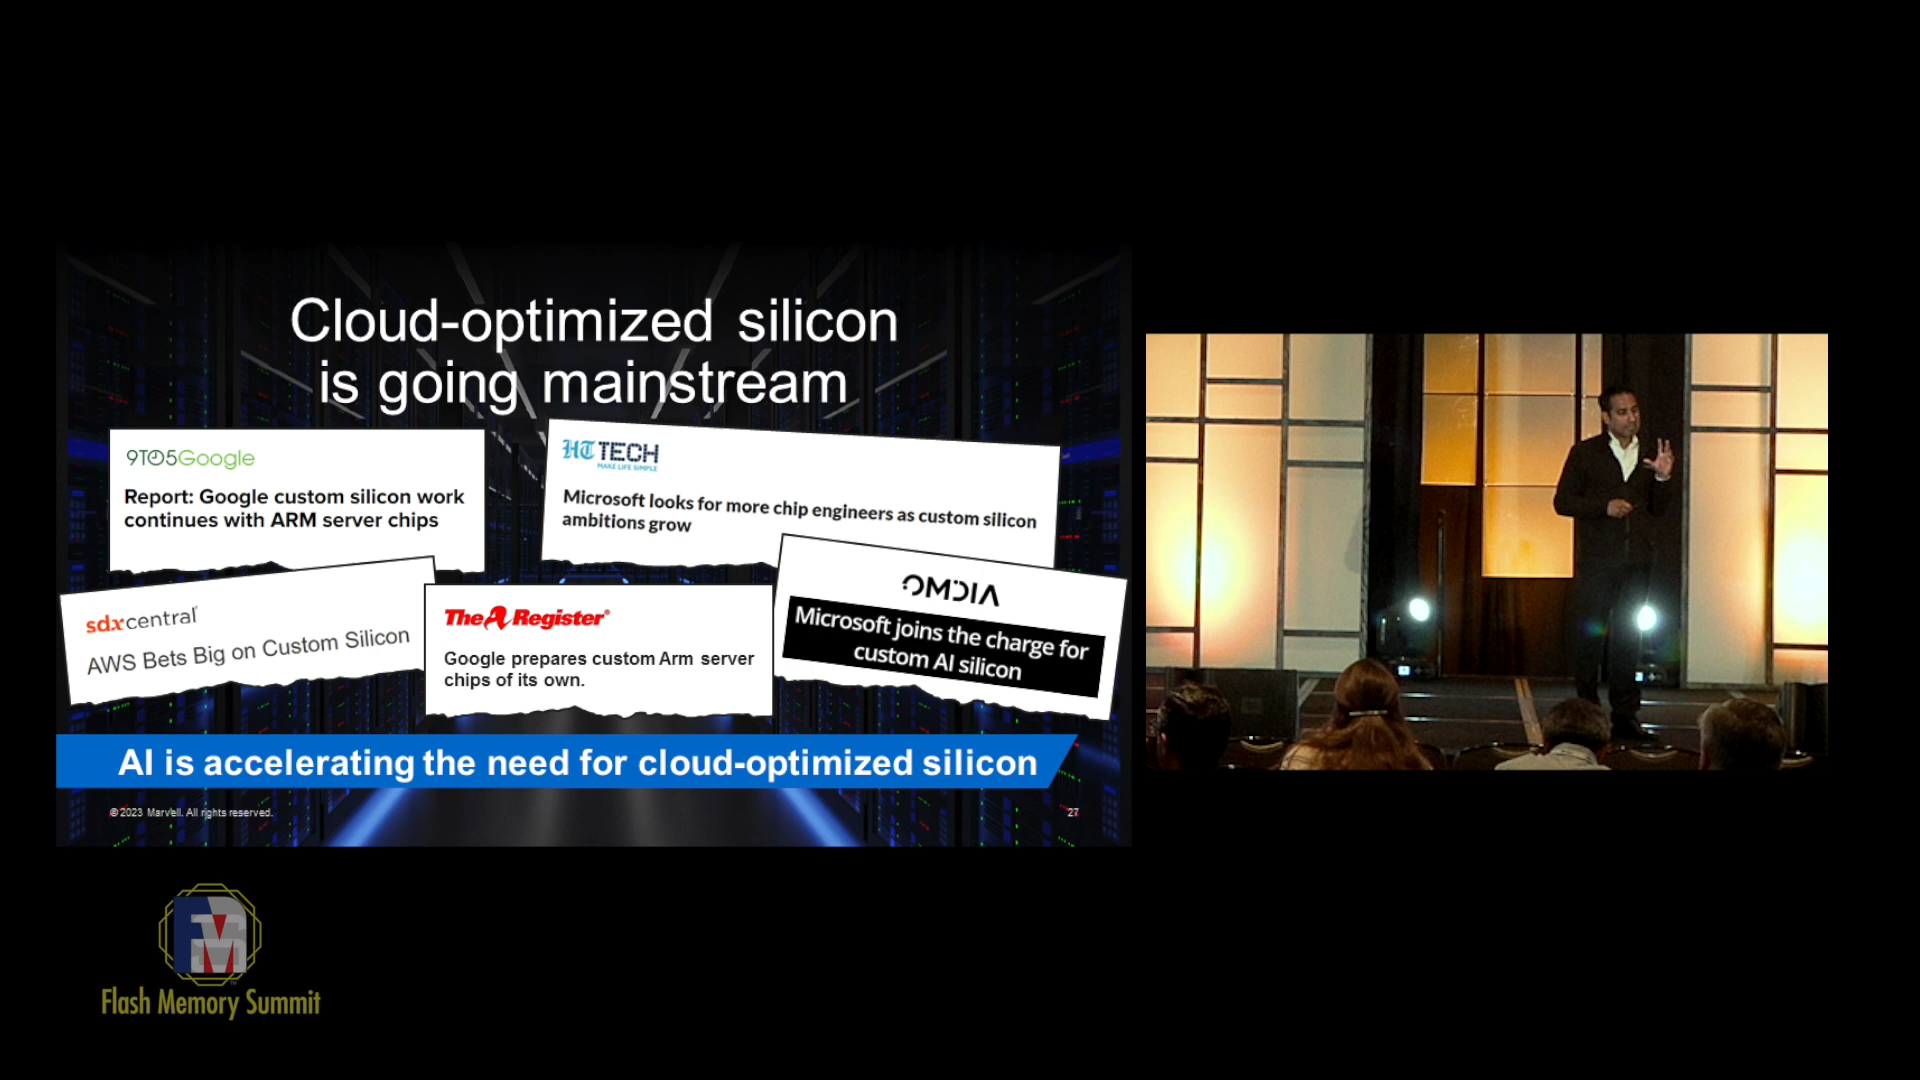 Cloud-optimized silicon
is going mainstream
9TO5Google
Report: Google custom silicon work
continues with ARM server chips
HT TECH
MAKE LIFE SIMPLE
Microsoft looks for more chip engineers as custom silicon
ambitions grow
sdxcentral
AWS Bets Big on Custom Silicon
The Register®
Google prepares custom Arm server
chips of its own.
OMDIA
Microsoft joins the charge for
custom AI silicon
AI is accelerating the need for cloud-optimized silicon
© 2023 Marvell. All rights reserved.
27
FMS
™
Flash Memory Summit